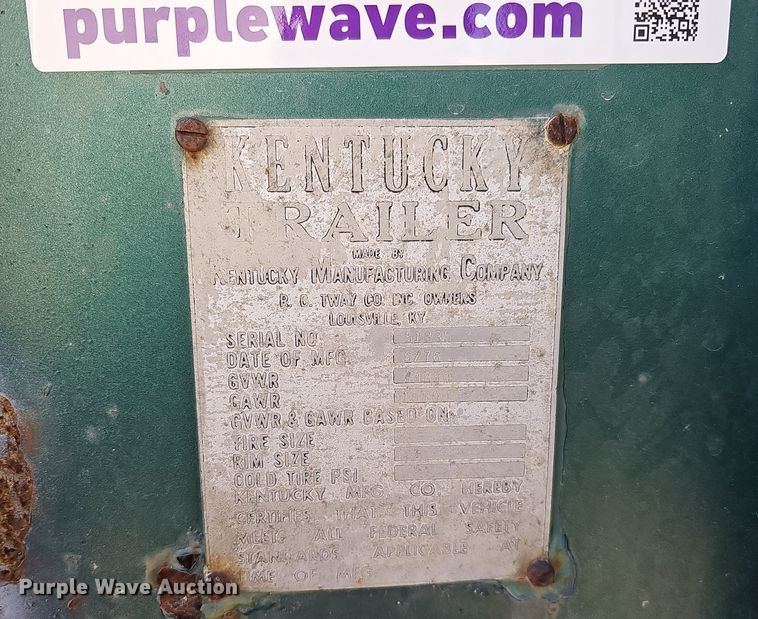 purplewave.com
KENTUCKY
TRAILER
MADE BY
KENTUCKY MANUFACTURING COMPANY
R. C. TWAY CO. INC. OWNERS
LOUISVILLE, KY.
SERIAL NO.
DATE OF MFG.
GVWR
GAWR
GVWR & GAWR BASED ON
TIRE SIZE
RIM SIZE
COLD TIRE PSI
KENTUCKY MFG. CO. HEREBY
CERTIFIES THAT THIS VEHICLE
MEETS ALL FEDERAL SAFETY
STANDARDS APPLICABLE AT
TIME OF MFG.
Purple Wave Auction